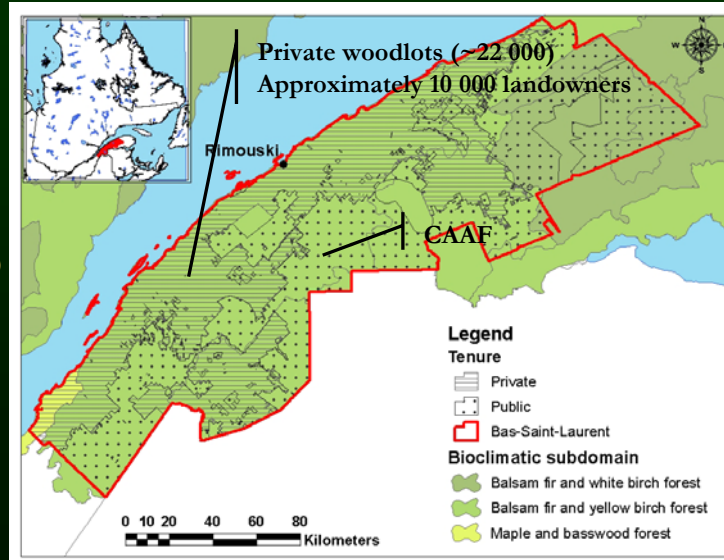 Private woodlots (~22 000)
Approximately 10 000 landowners
Rimouski
CAAF
Legend
Tenure
Private
Public
Bas-Saint-Laurent
Bioclimatic subdomain
Balsam fir and white birch forest
Balsam fir and yellow birch forest
Maple and basswood forest
0 10 20 40 60 80
Kilometers